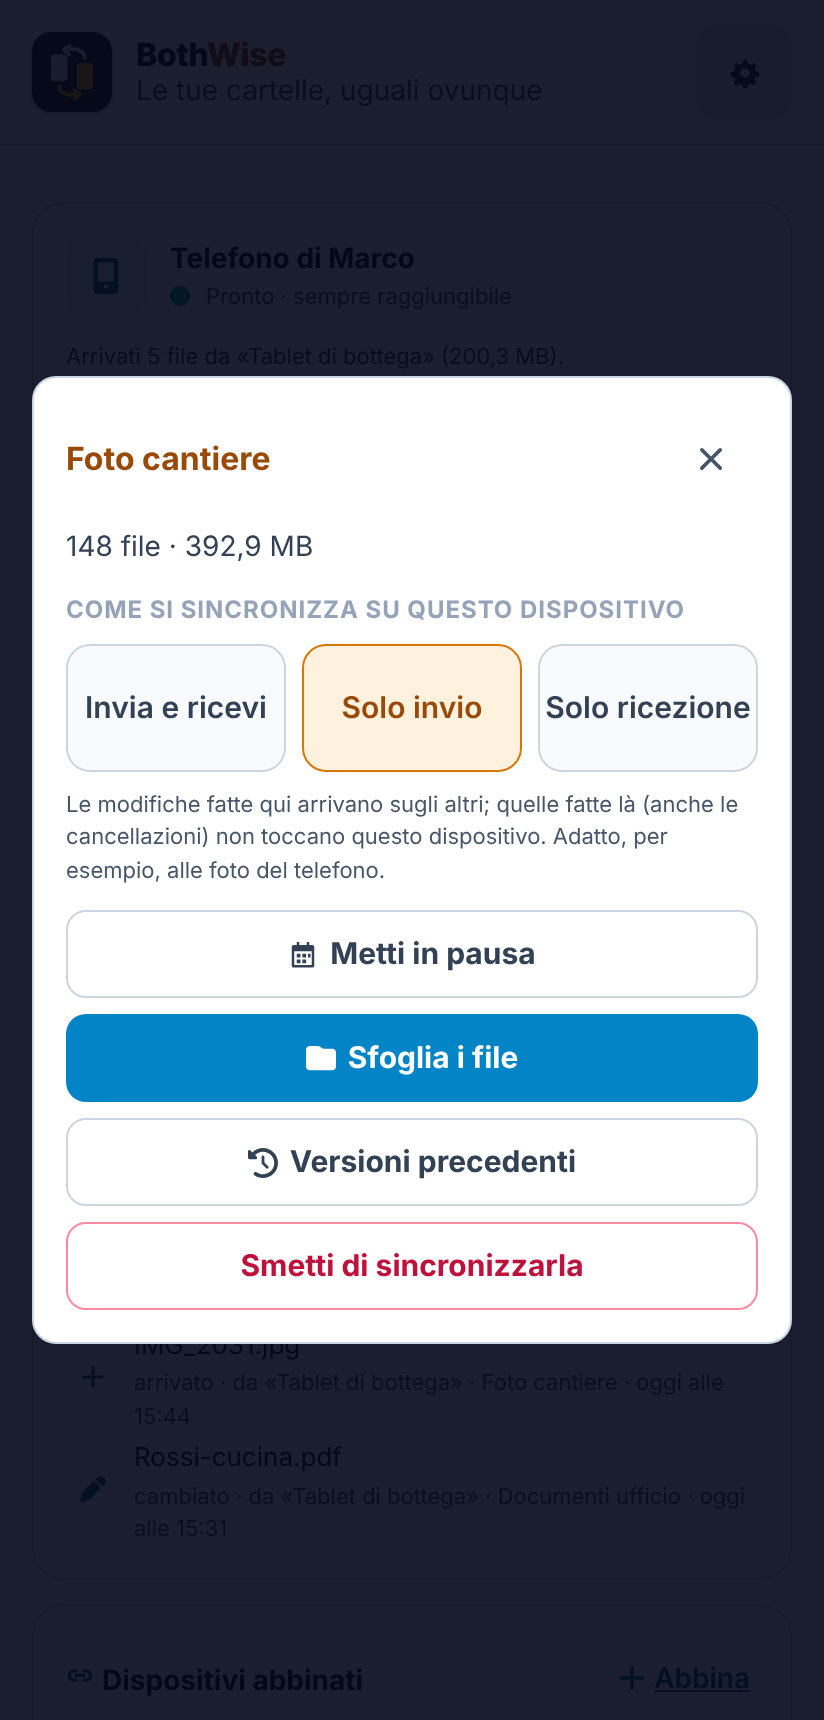 BothWise
Le tue cartelle, uguali ovunque
Telefono di Marco
Pronto · sempre raggiungibile
Arrivati 5 file da «Tablet di bottega» (200,3 MB).
Foto cantiere
148 file · 392,9 MB
COME SI SINCRONIZZA SU QUESTO DISPOSITIVO
Invia e ricevi
Solo invio
Solo ricezione
Le modifiche fatte qui arrivano sugli altri; quelle fatte là (anche le
cancellazioni) non toccano questo dispositivo. Adatto, per
esempio, alle foto del telefono.
Metti in pausa
Sfoglia i file
Versioni precedenti
Smetti di sincronizzarla
IMG_2031.jpg
arrivato · da «Tablet di bottega» · Foto cantiere · oggi alle
15:44
Rossi-cucina.pdf
cambiato · da «Tablet di bottega» · Documenti ufficio · oggi
alle 15:31
Dispositivi abbinati
Abbina